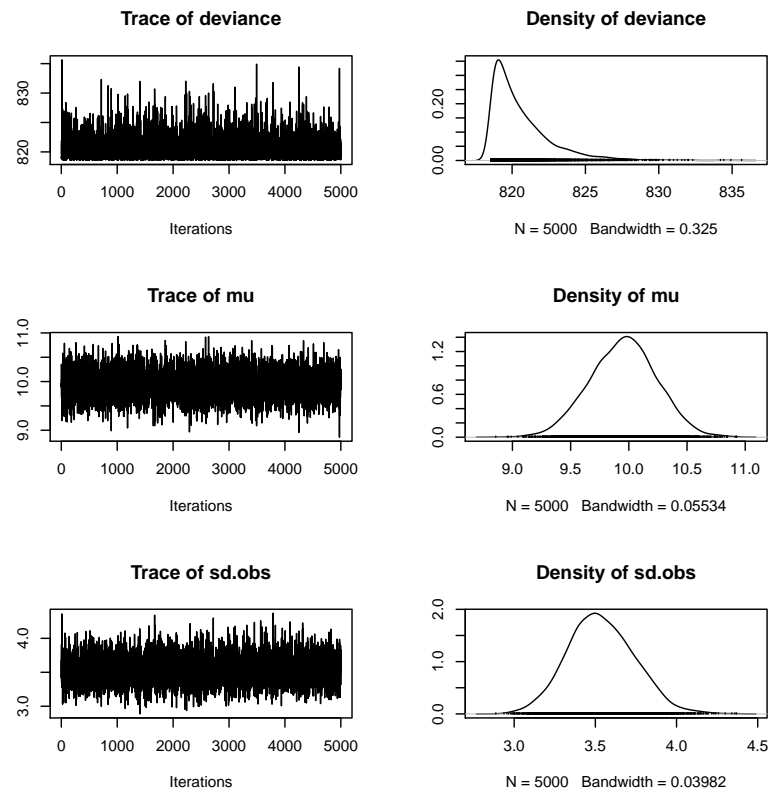 Trace of deviance
820 830
0 1000 2000 3000 4000 5000
Iterations
Density of deviance
0.00 0.20
820 825 830 835
N = 5000 Bandwidth = 0.325
Trace of mu
9.0 10.0 11.0
0 1000 2000 3000 4000 5000
Iterations
Density of mu
0.0 0.6 1.2
9.0 9.5 10.0 10.5 11.0
N = 5000 Bandwidth = 0.05534
Trace of sd.obs
3.0 4.0
0 1000 2000 3000 4000 5000
Iterations
Density of sd.obs
0.0 1.0 2.0
3.0 3.5 4.0 4.5
N = 5000 Bandwidth = 0.03982